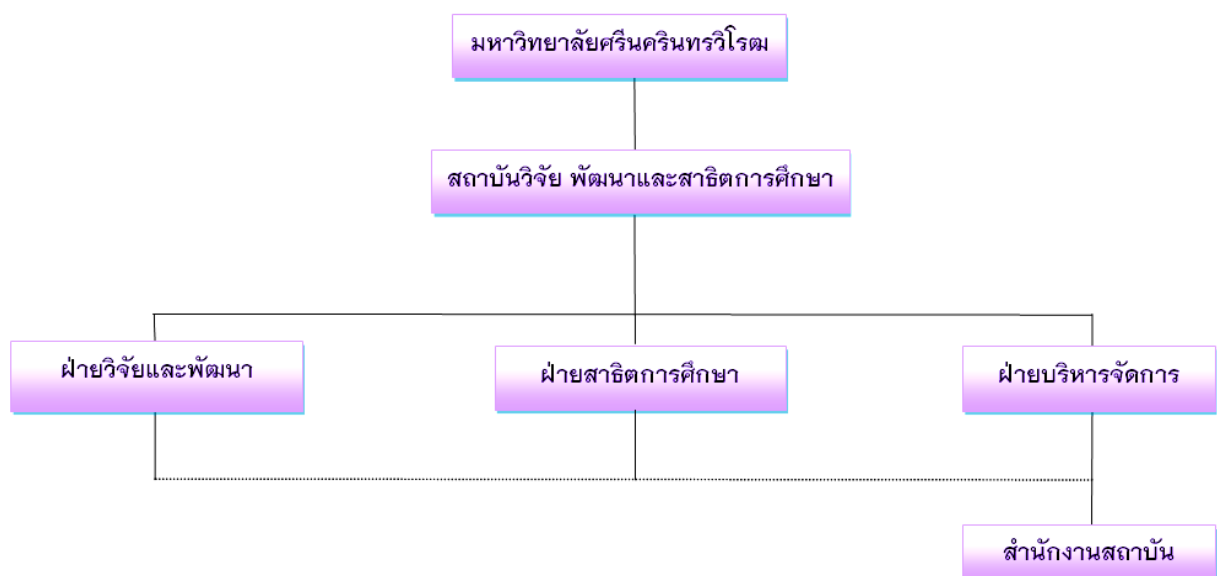 มหาวิทยาลัยศรีนครินทรวิโรฒ
สถาบันวิจัย พัฒนาและสาธิตการศึกษา
ฝ่ายวิจัยและพัฒนา
ฝ่ายสาธิตการศึกษา
ฝ่ายบริหารจัดการ
สำนักงานสถาบัน